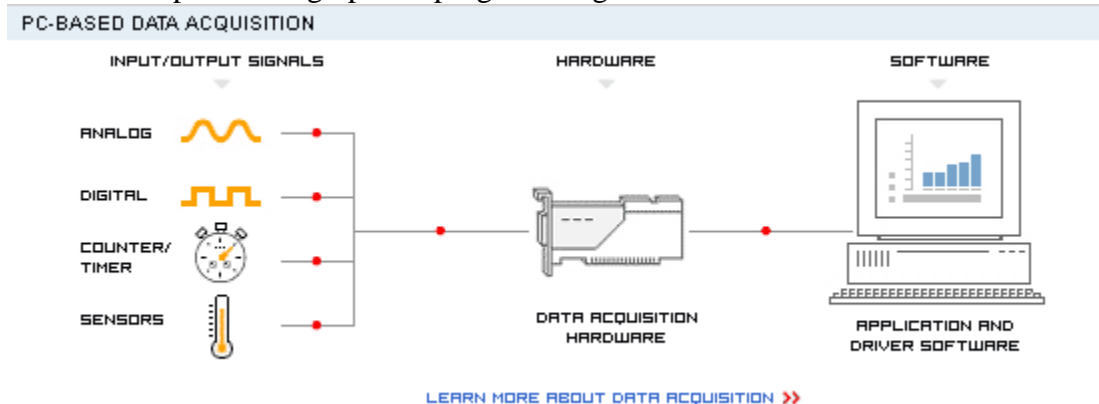 PC-BASED DATA ACQUISITION
INPUT/OUTPUT SIGNALS
HARDWARE
SOFTWARE
ANALOG
DIGITAL
COUNTER/
TIMER
SENSORS
DATA ACQUISITION
HARDWARE
APPLICATION AND
DRIVER SOFTWARE
LEARN MORE ABOUT DATA ACQUISITION >>